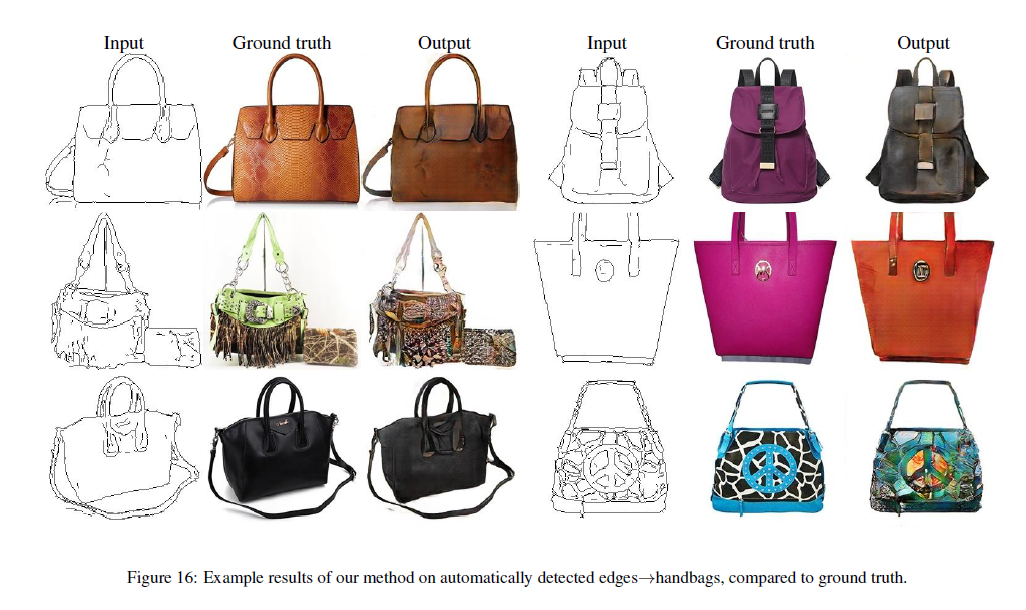 Input Ground truth Output Input Ground truth Output
Figure 16: Example results of our method on automatically detected edges→handbags, compared to ground truth.